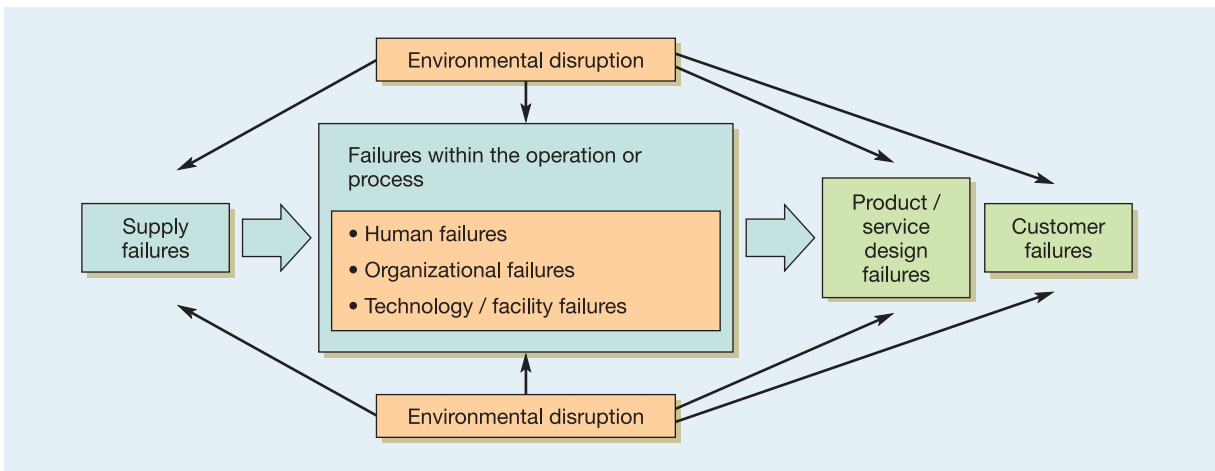 Environmental disruption
Failures within the operation or
process
• Human failures
• Organizational failures
• Technology / facility failures
Supply
failures
Product /
service
design
failures
Customer
failures
Environmental disruption